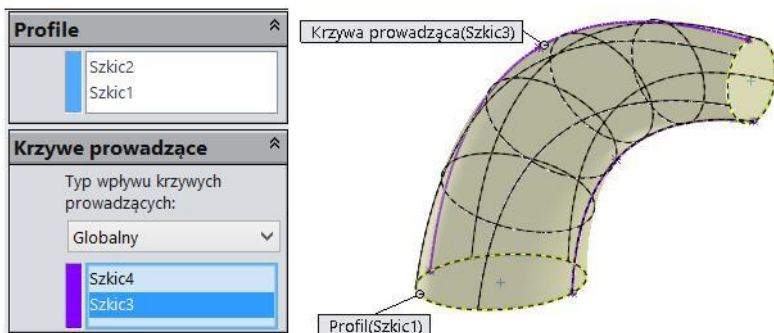 Profile
Szkic2
Szkic1
Krzywe prowadzące
Typ wpływu krzywych
prowadzących:
Globalny
Szkic4
Szkic3
Krzywa prowadząca(Szkic3)
Profil(Szkic1)